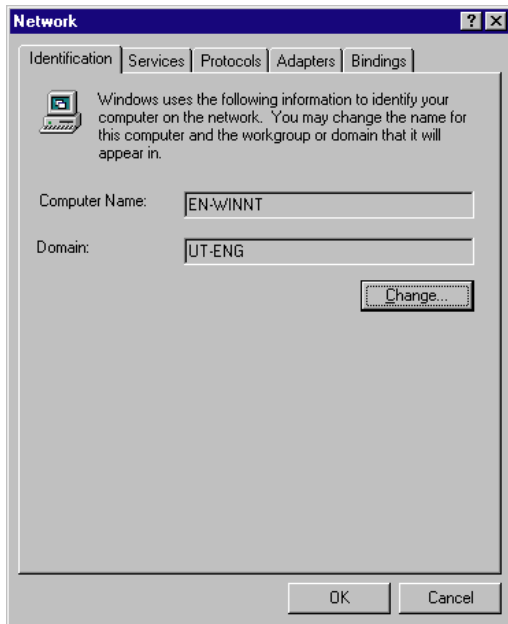 Network
Identification Services Protocols Adapters Bindings
Windows uses the following information to identify your
computer on the network. You may change the name for
this computer and the workgroup or domain that it will
appear in.
Computer Name: EN-WINNT
Domain: UT-ENG
Change...
OK Cancel